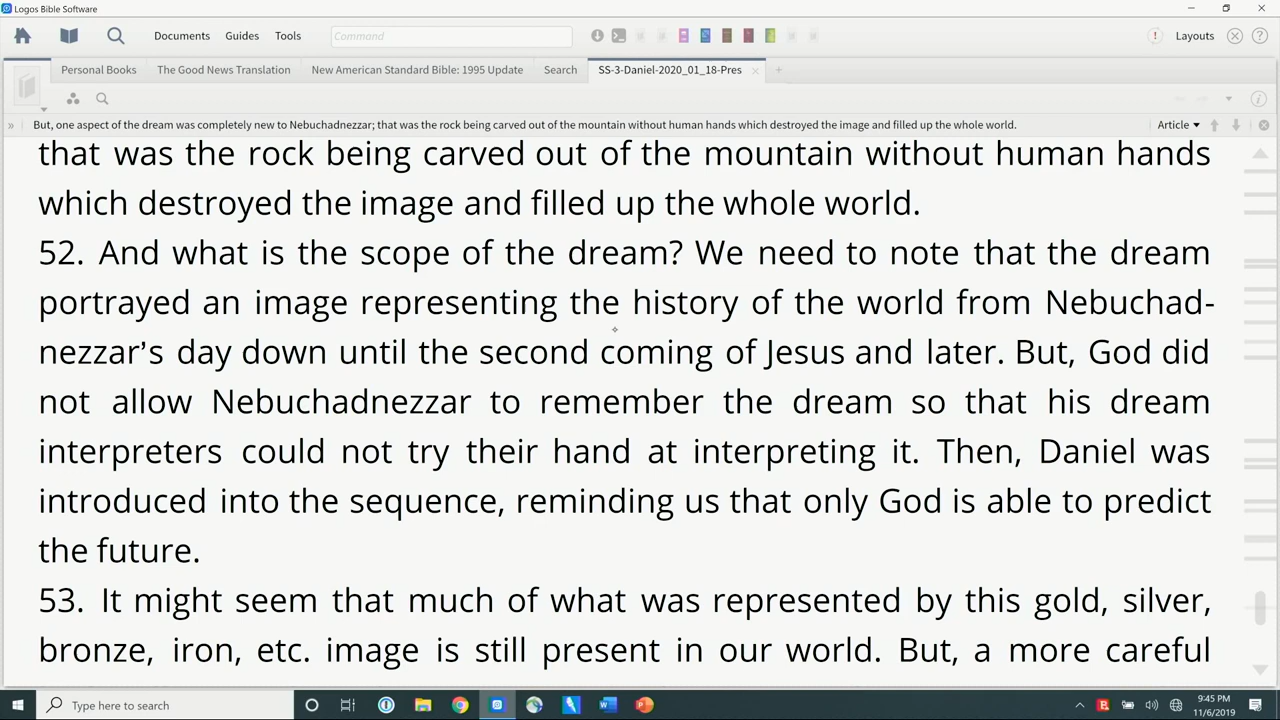 Logos Bible Software
Documents Guides Tools Command Layouts
Personal Books The Good News Translation New American Standard Bible: 1995 Update Search SS-3-Daniel-2020_01_18-Pres
But, one aspect of the dream was completely new to Nebuchadnezzar; that was the rock being carved out of the mountain without human hands which destroyed the image and filled up the whole world. Article
that was the rock being carved out of the mountain without human hands
which destroyed the image and filled up the whole world.
52. And what is the scope of the dream? We need to note that the dream
portrayed an image representing the history of the world from Nebuchad-
nezzar’s day down until the second coming of Jesus and later. But, God did
not allow Nebuchadnezzar to remember the dream so that his dream
interpreters could not try their hand at interpreting it. Then, Daniel was
introduced into the sequence, reminding us that only God is able to predict
the future.
53. It might seem that much of what was represented by this gold, silver,
bronze, iron, etc. image is still present in our world. But, a more careful
Type here to search
9:45 PM
11/6/2019